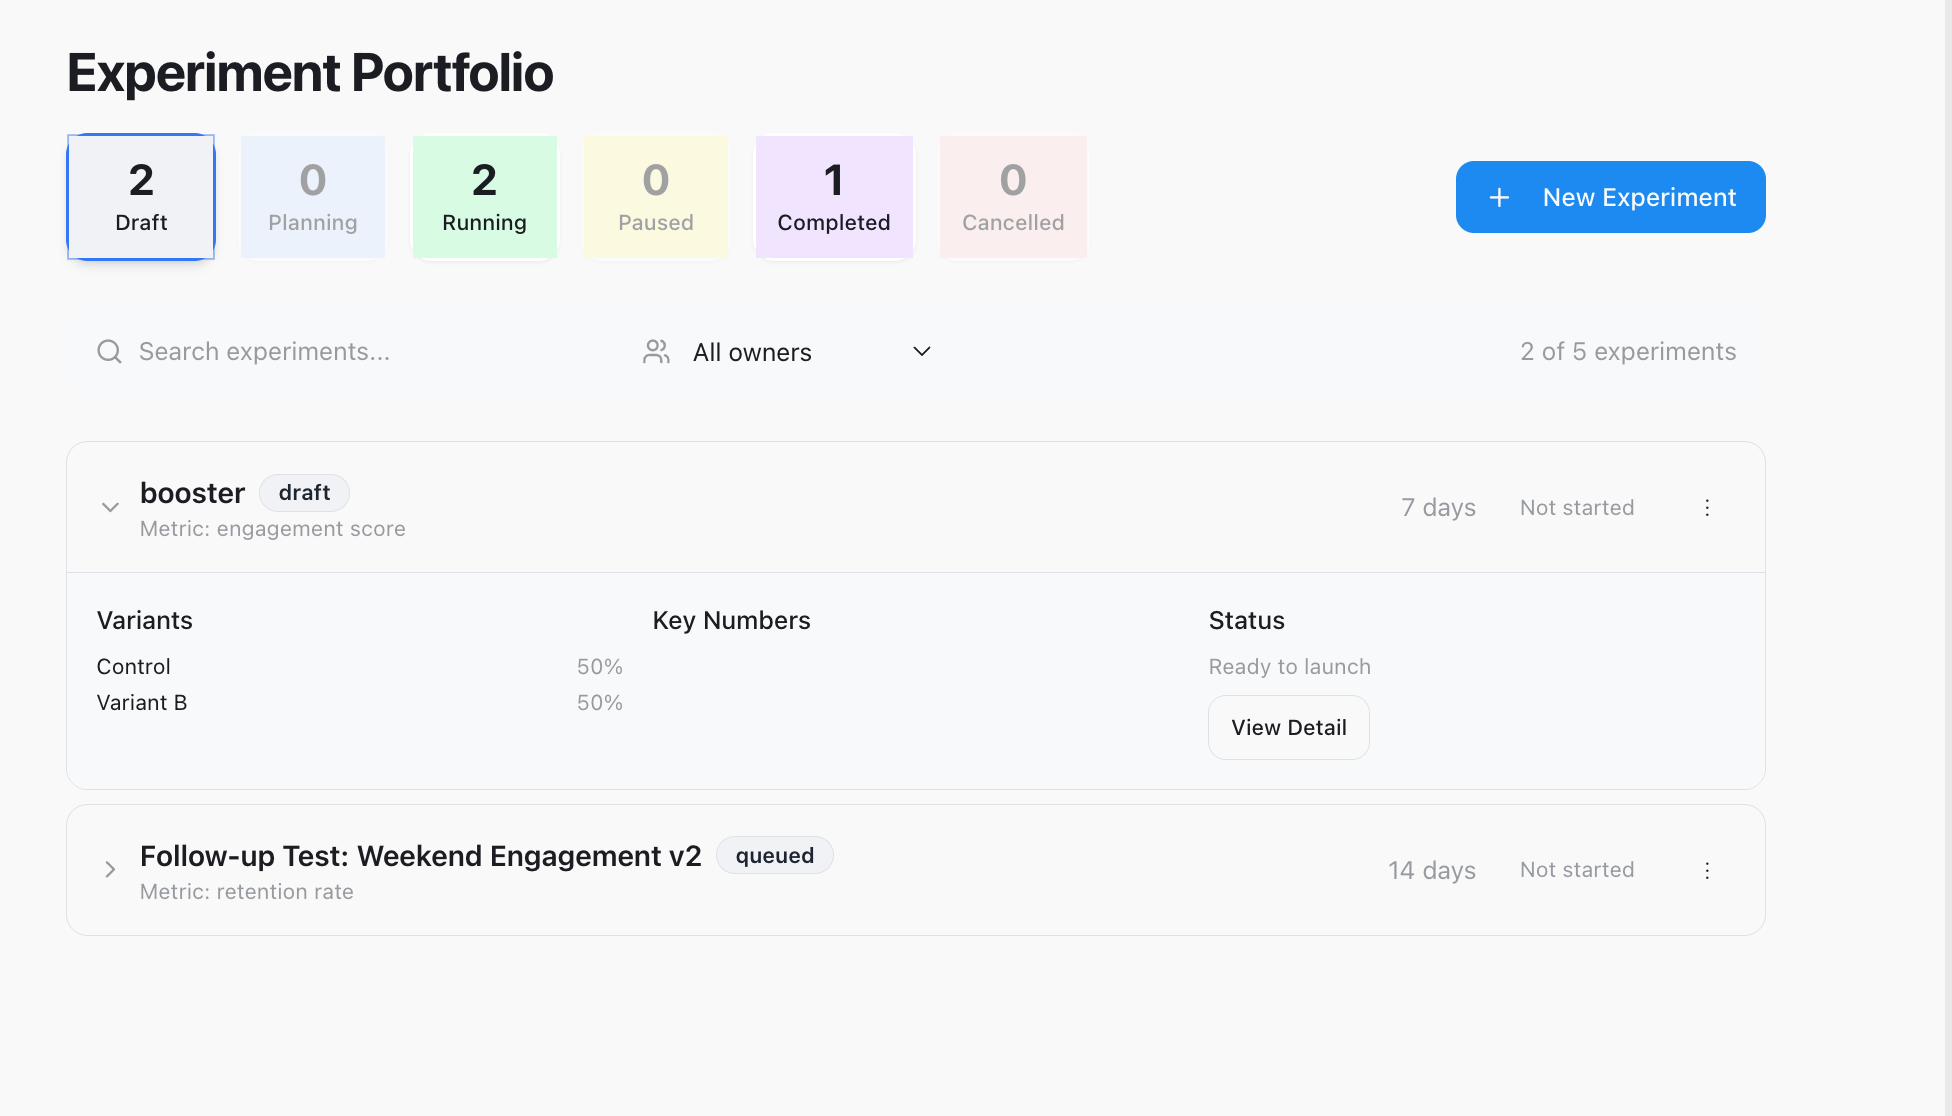 Experiment Portfolio
2
Draft
0
Planning
2
Running
0
Paused
1
Completed
0
Cancelled
New Experiment
Search experiments...
All owners
2 of 5 experiments
booster draft
Metric: engagement score
7 days
Not started
Variants
Control 50%
Variant B 50%
Key Numbers
Status
Ready to launch
View Detail
Follow-up Test: Weekend Engagement v2 queued
Metric: retention rate
14 days
Not started